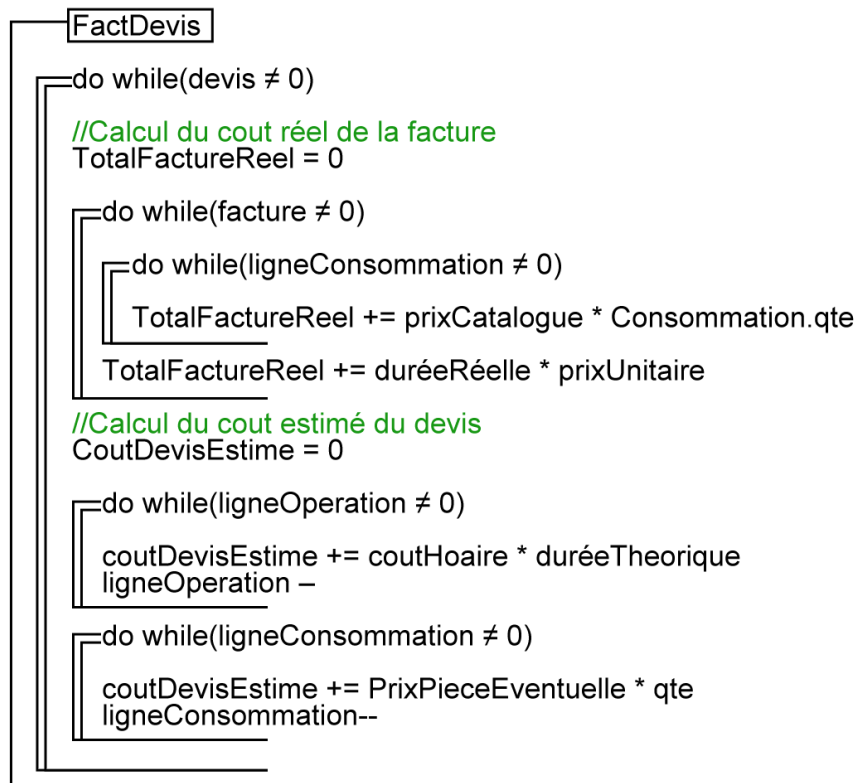 FactDevis
do while(devis ≠ 0)
//Calcul du cout réel de la facture
TotalFactureReel = 0
do while(facture ≠ 0)
do while(ligneConsommation ≠ 0)
TotalFactureReel += prixCatalogue * Consommation.qte
TotalFactureReel += duréeRéelle * prixUnitaire
//Calcul du cout estimé du devis
CoutDevisEstime = 0
do while(ligneOperation ≠ 0)
coutDevisEstime += coutHoaire * duréeTheorique
ligneOperation –
do while(ligneConsommation ≠ 0)
coutDevisEstime += PrixPieceEventuelle * qte
ligneConsommation--